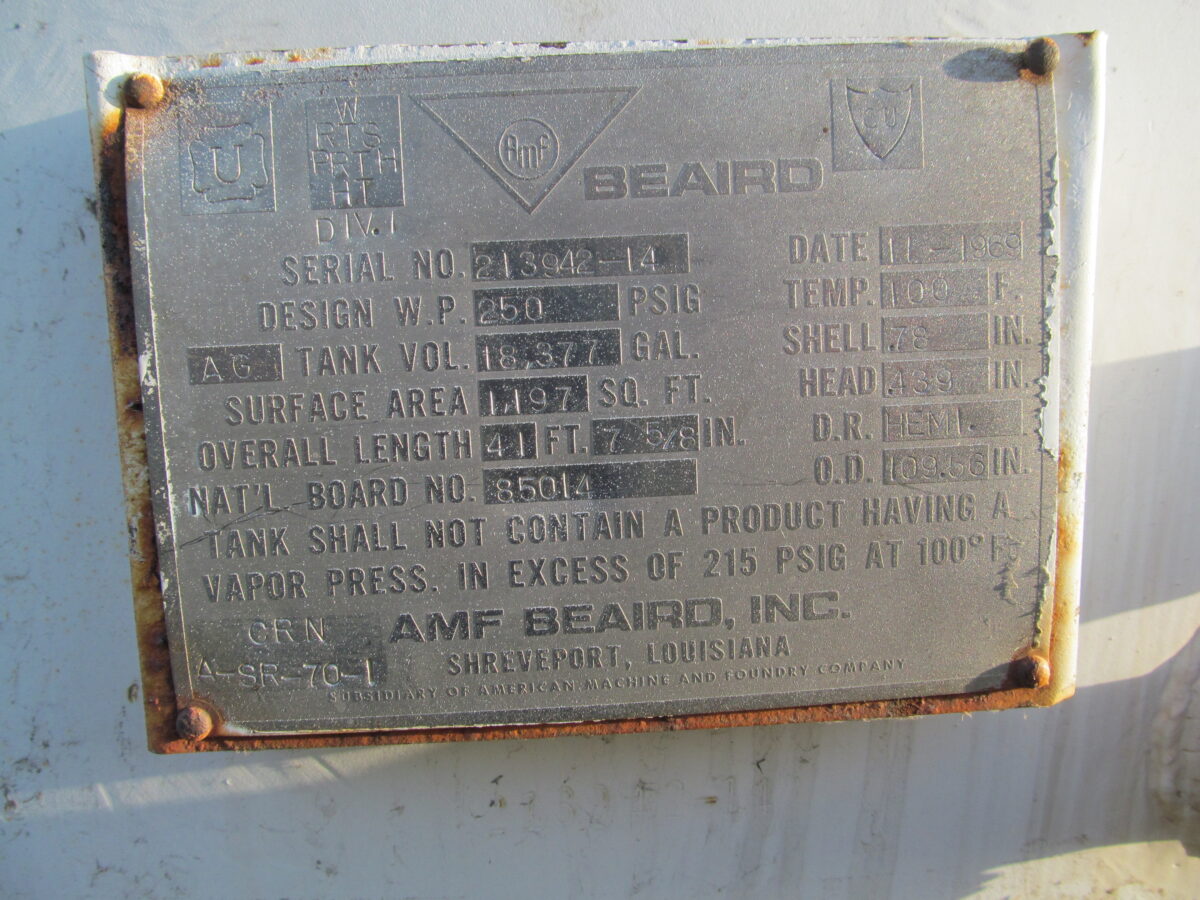 U
W
RTS
PRTH
HT
DIV.1
AMF
BEAIRD
CU
SERIAL NO. 213942-14
DATE 11-1969
DESIGN W.P. 250 PSIG
TEMP. 100 F.
AG TANK VOL. 18,377 GAL.
SHELL .78 IN.
SURFACE AREA 1,197 SQ. FT.
HEAD .439 IN.
OVERALL LENGTH 41 FT. 7 5/8 IN.
D.R. HEMI.
NAT'L. BOARD NO. 85014
O.D. 109.56 IN.
TANK SHALL NOT CONTAIN A PRODUCT HAVING A
VAPOR PRESS. IN EXCESS OF 215 PSIG AT 100° F.
CRN
A-SR-70-1
AMF BEAIRD, INC.
SHREVEPORT, LOUISIANA
SUBSIDIARY OF AMERICAN MACHINE AND FOUNDRY COMPANY